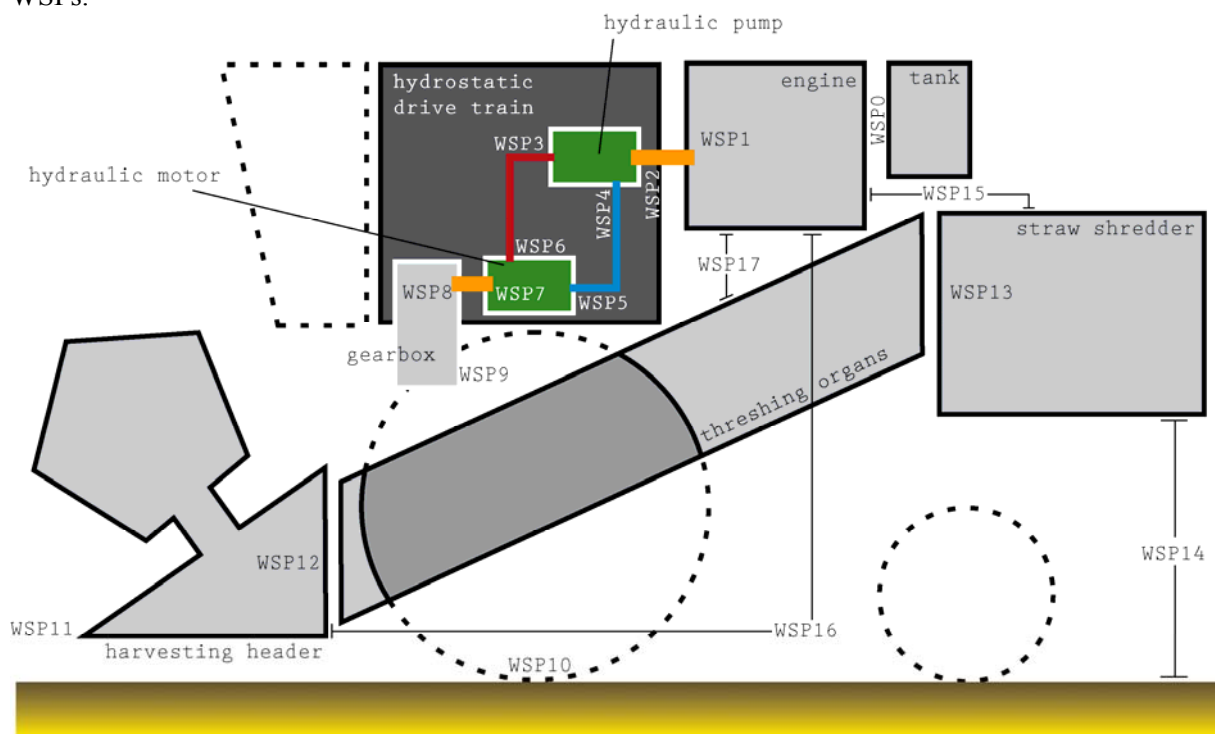 WSPs.
hydraulic pump
hydrostatic
drive train
engine
tank
WSP0
WSP3
WSP1
hydraulic motor
WSP4
WSP2
WSP15
WSP6
straw shredder
WSP17
WSP8
WSP7
WSP5
WSP13
gearbox
WSP9
threshing organs
WSP12
WSP14
WSP11
WSP16
harvesting header
WSP10